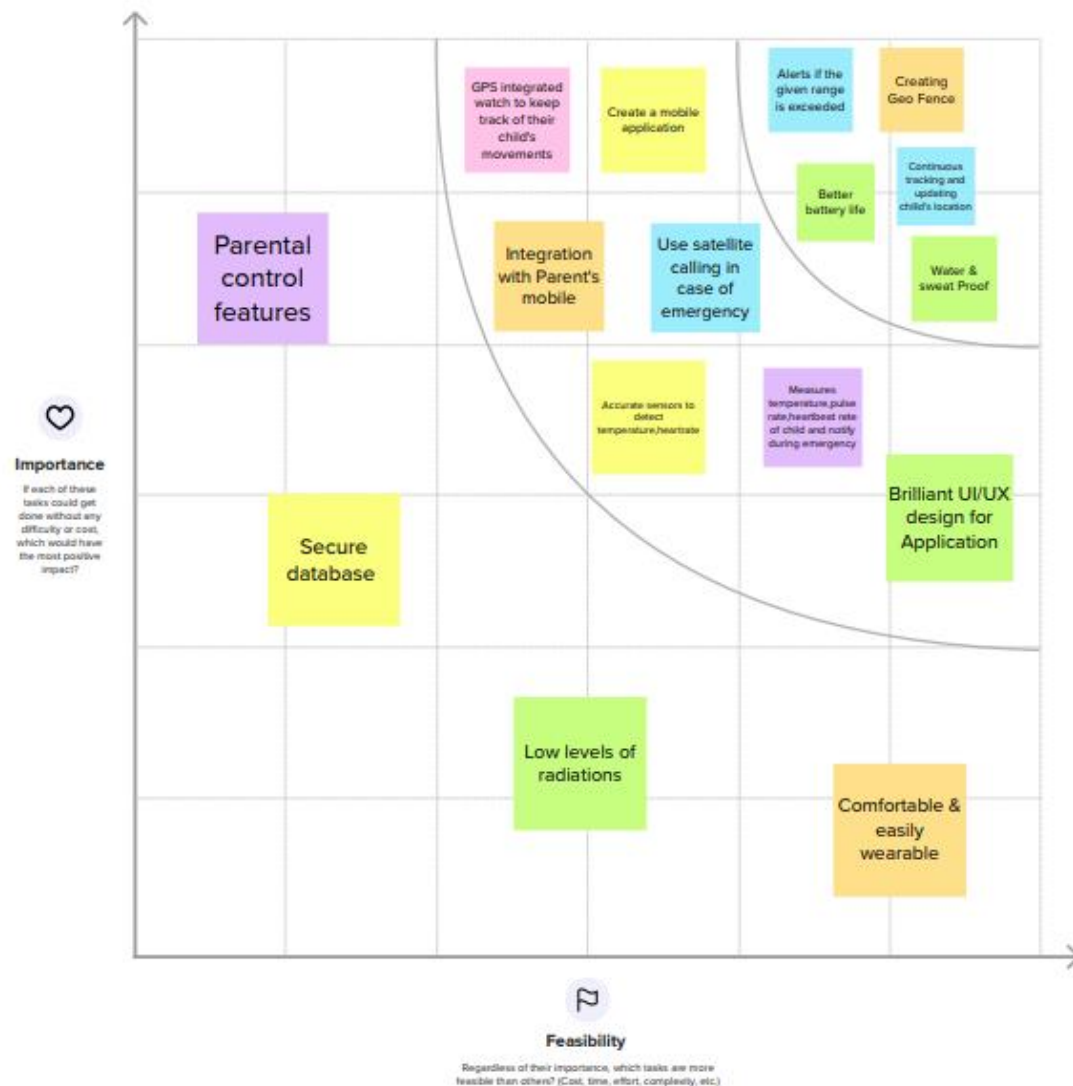 GPS integrated
watch to keep
track of their
child's
movements
Create a mobile
application
Alerts if the
given range
is exceeded
Creating
Geo Fence
Better
battery life
Continuous
tracking and
updating
child's location
Water &
sweat Proof
Parental
control
features
Integration
with Parent's
mobile
Use satellite
calling in
case of
emergency
Accurate sensors to
detect
temperature,heartrate
Measures
temperature,pulse
rate,heartbeat rate
of child and notify
during emergency
Brilliant UI/UX
design for
Application
Importance
If each of these
tasks could get
done without any
difficulty or cost,
which would have
the most positive
impact?
Secure
database
Low levels of
radiations
Comfortable &
easily
wearable
Feasibility
Regardless of their importance, which tasks are more
feasible than others? (Cost, time, effort, complexity, etc.)